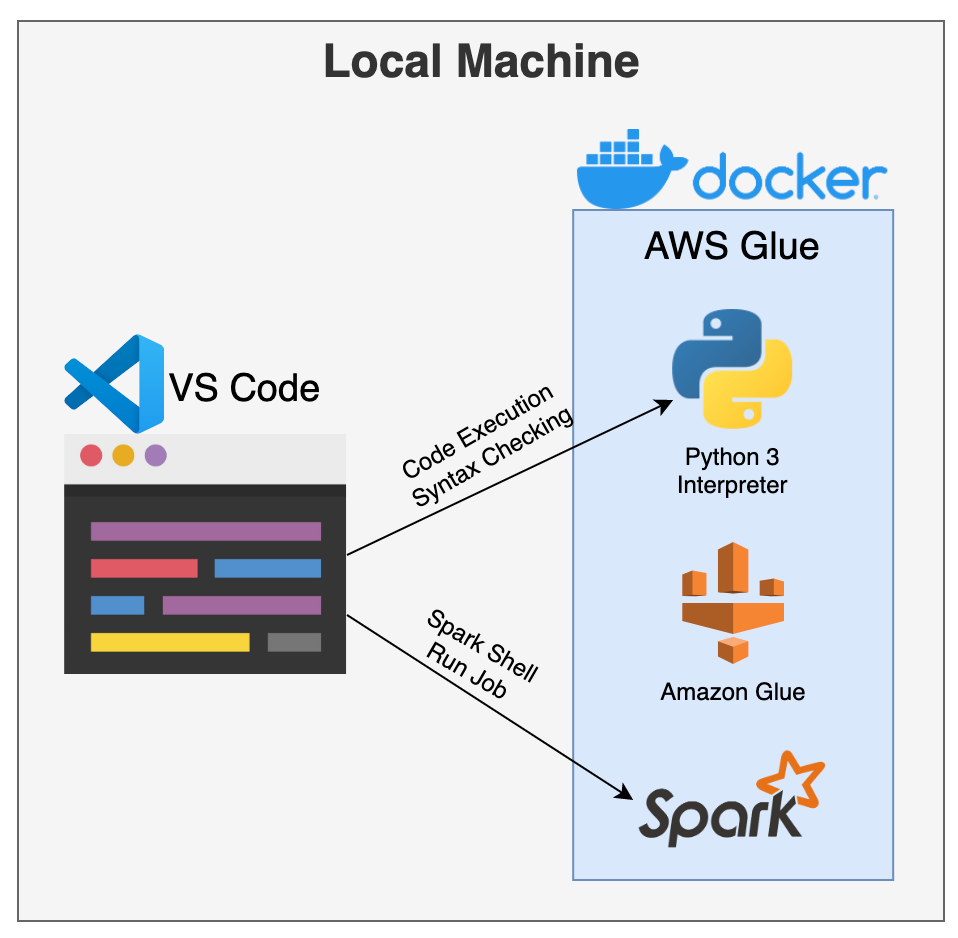 Local Machine
docker
AWS Glue
VS Code
Code Execution
Syntax Checking
Python 3
Interpreter
Spark Shell
Run Job
Amazon Glue
Spark